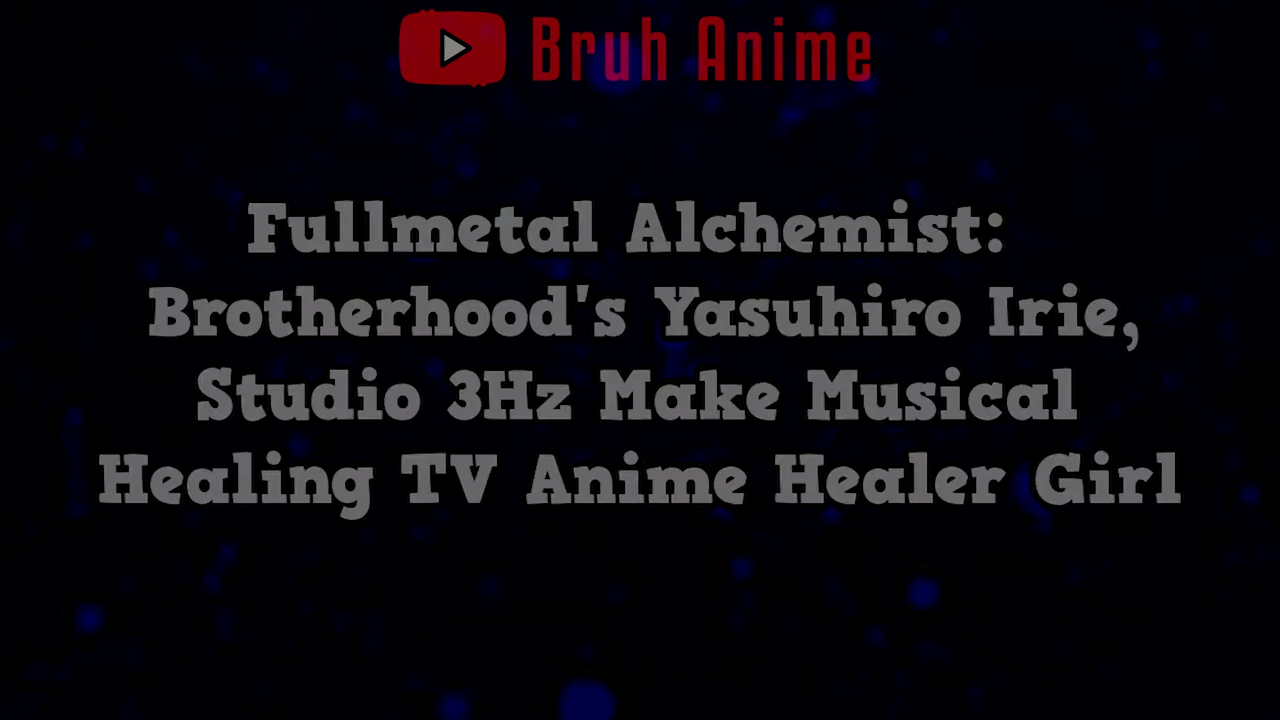 Bruh Anime
Fullmetal Alchemist:
Brotherhood's Yasuhiro Irie,
Studio 3Hz Make Musical
Healing TV Anime Healer Girl